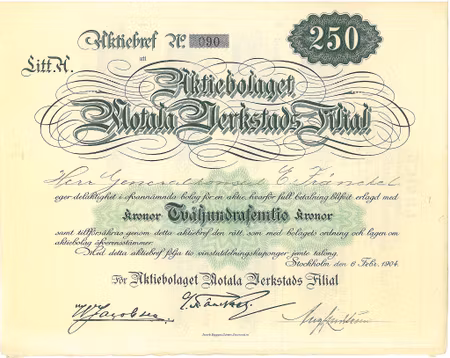 Aktiebref No. 090
250
till
Litt. A.
Aktiebolaget
Motala Verkstads Filial
Herr Generalkonsul E. Fränckel
eger delaktighet i ofvannämnda bolag för en aktie, hvarför full betalning blifvit erlagd med
Kronor Tvåhundrafemtio Kronor
samt tillförsäkras genom detta aktiebref den rätt, som med bolagets ordning och lagen om
aktiebolag öfverensstämmer.
Med detta aktiebref följa tio vinstutdelningskuponger jemte talong.
Stockholm den 6 Febr. 1904.
För Aktiebolaget Motala Verkstads Filial